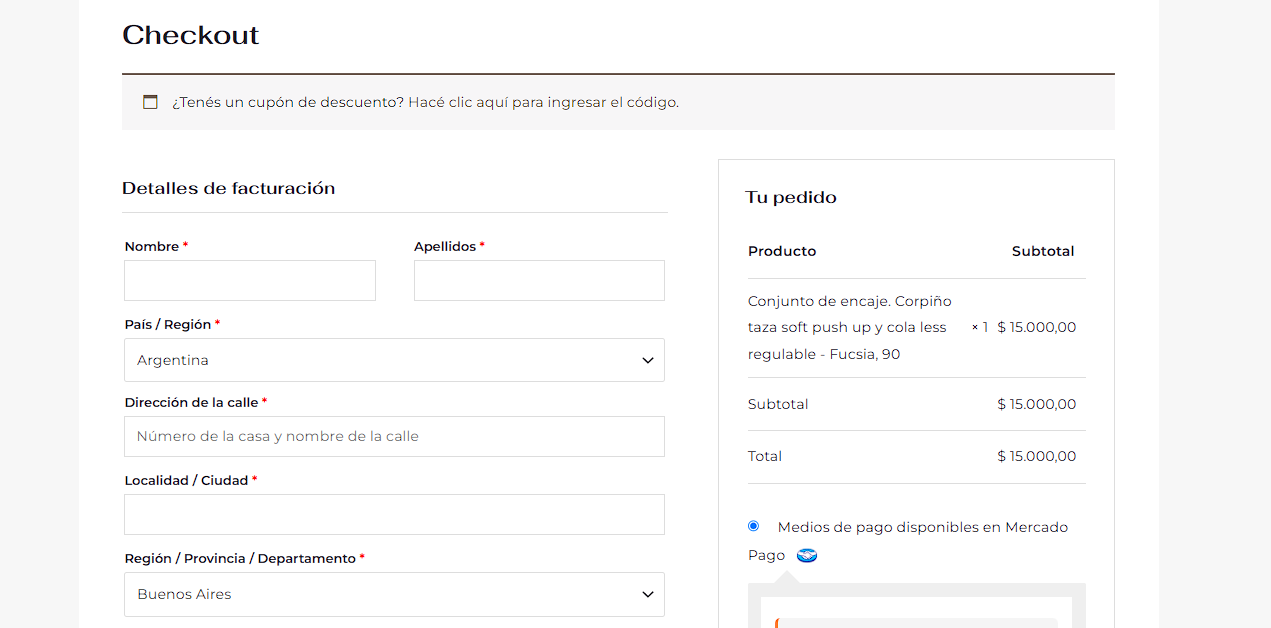 Checkout
¿Tenés un cupón de descuento? Hacé clic aquí para ingresar el código.
Detalles de facturación
Nombre *
Apellidos *
País / Región *
Argentina
Dirección de la calle *
Número de la casa y nombre de la calle
Localidad / Ciudad *
Región / Provincia / Departamento *
Buenos Aires
Tu pedido
Producto Subtotal
Conjunto de encaje. Corpiño
taza soft push up y cola less × 1 $ 15.000,00
regulable - Fucsia, 90
Subtotal $ 15.000,00
Total $ 15.000,00
Medios de pago disponibles en Mercado
Pago